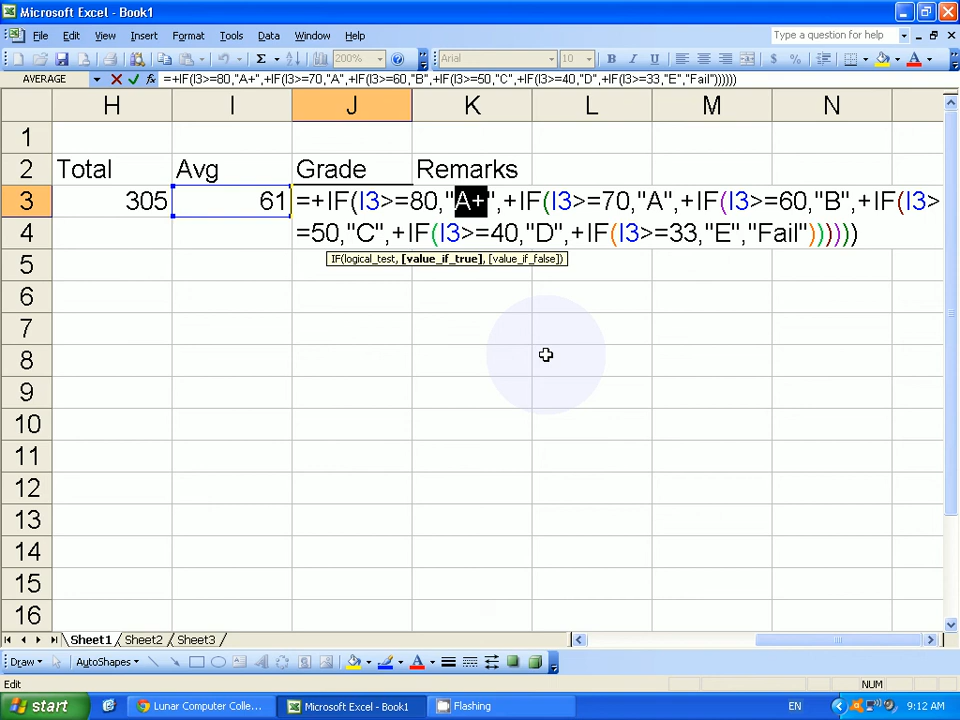 Microsoft Excel - Book1
File Edit View Insert Format Tools Data Window Help Type a question for help
200% Arial 10 B I U $ %
AVERAGE =+IF(I3>=80,"A+",+IF(I3>=70,"A",+IF(I3>=60,"B",+IF(I3>=50,"C",+IF(I3>=40,"D",+IF(I3>=33,"E","Fail"))))))
H I J K L M N
1
2 Total Avg Grade Remarks
3 305 61 =+IF(I3>=80,"A+",+IF(I3>=70,"A",+IF(I3>=60,"B",+IF(I3>
4 =50,"C",+IF(I3>=40,"D",+IF(I3>=33,"E","Fail"))))))
5 IF(logical_test, [value_if_true], [value_if_false])
6
7
8
9
10
11
12
13
14
15
16
Sheet1 Sheet2 Sheet3
Draw AutoShapes
Edit NUM
start Lunar Computer Colle... Microsoft Excel - Book1 Flashing EN 9:12 AM